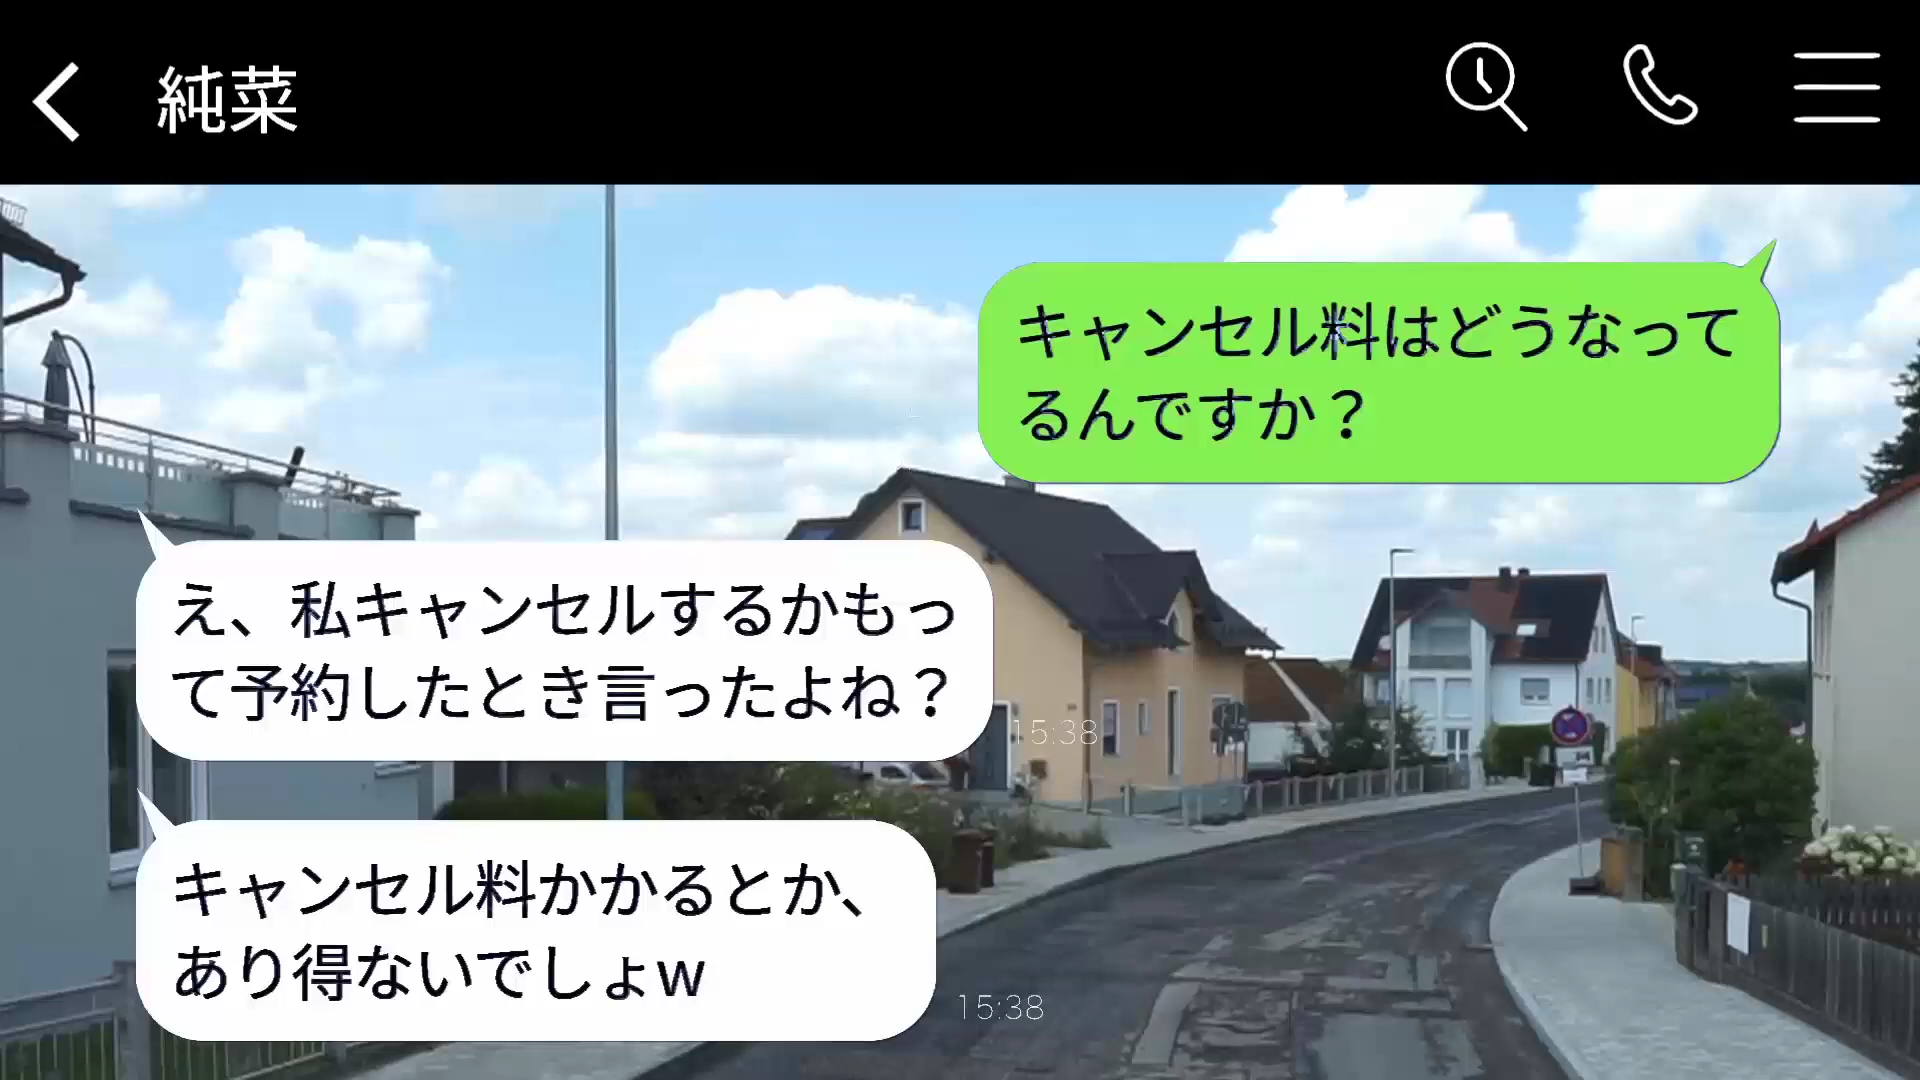 純菜
キャンセル料はどうなって
るんですか？
え、私キャンセルするかもっ
て予約したとき言ったよね？
15:38
キャンセル料かかるとか、
あり得ないでしょw
15:38